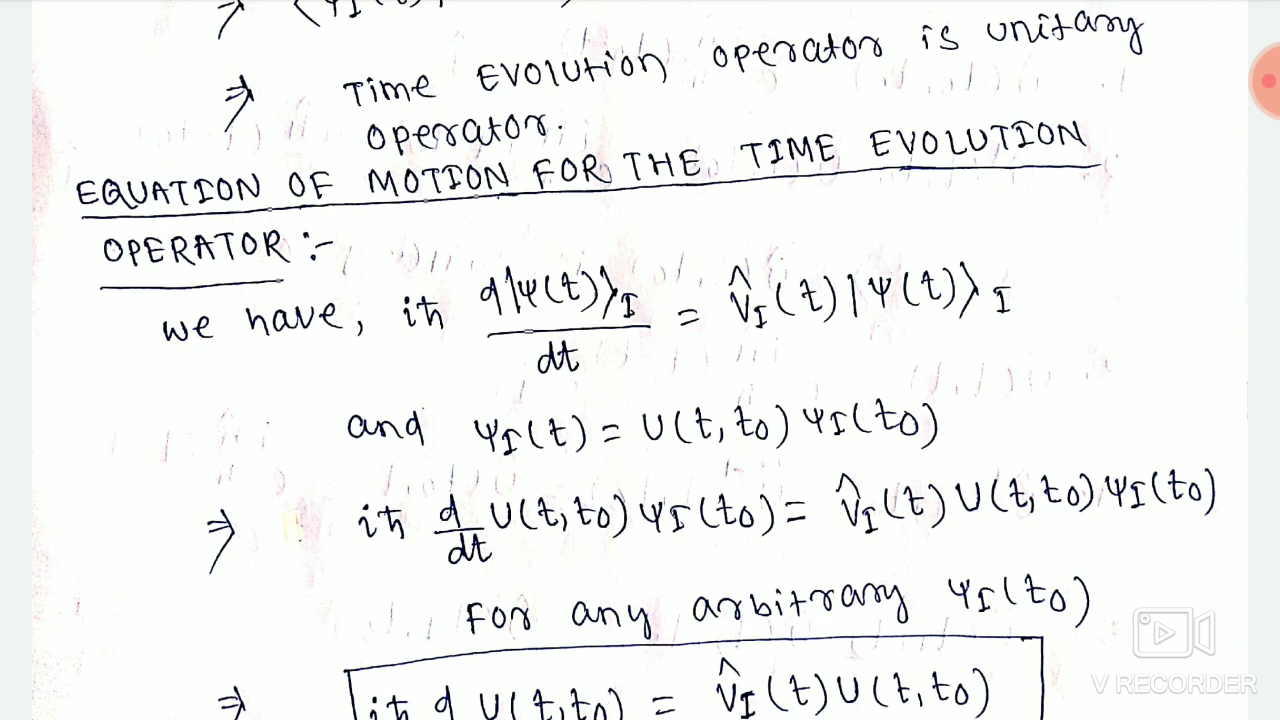 ⇒ Time EVOLUTION operator is unitary
operator.
EQUATION OF MOTION FOR THE TIME EVOLUTION
OPERATOR :-
we have, iħ d|ψ(t)⟩_I / dt = V̂_I(t)|ψ(t)⟩_I
and ψ_I(t) = U(t, t₀) ψ_I(t₀)
⇒ iħ d/dt U(t, t₀) ψ_I(t₀) = V̂_I(t) U(t, t₀) ψ_I(t₀)
For any arbitrary ψ_I(t₀)
⇒ iħ d U(t, t₀) = V̂_I(t) U(t, t₀)
V RECORDER